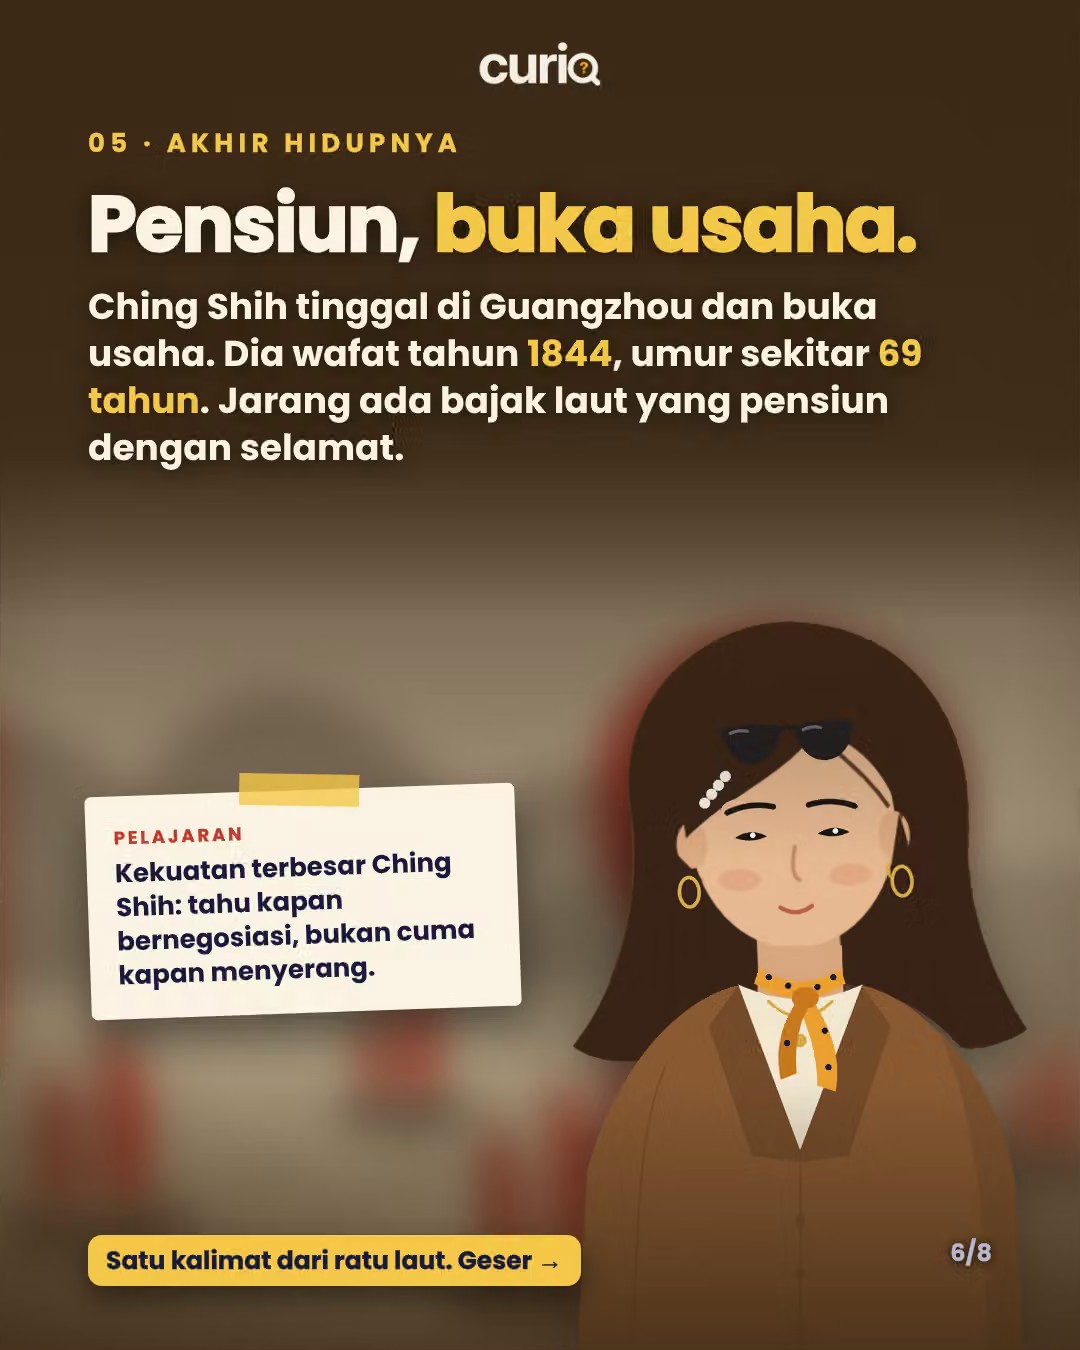 curio
05 · AKHIR HIDUPNYA
Pensiun, buka usaha.
Ching Shih tinggal di Guangzhou dan buka
usaha. Dia wafat tahun 1844, umur sekitar 69
tahun. Jarang ada bajak laut yang pensiun
dengan selamat.
PELAJARAN
Kekuatan terbesar Ching
Shih: tahu kapan
bernegosiasi, bukan cuma
kapan menyerang.
Satu kalimat dari ratu laut. Geser →
6/8